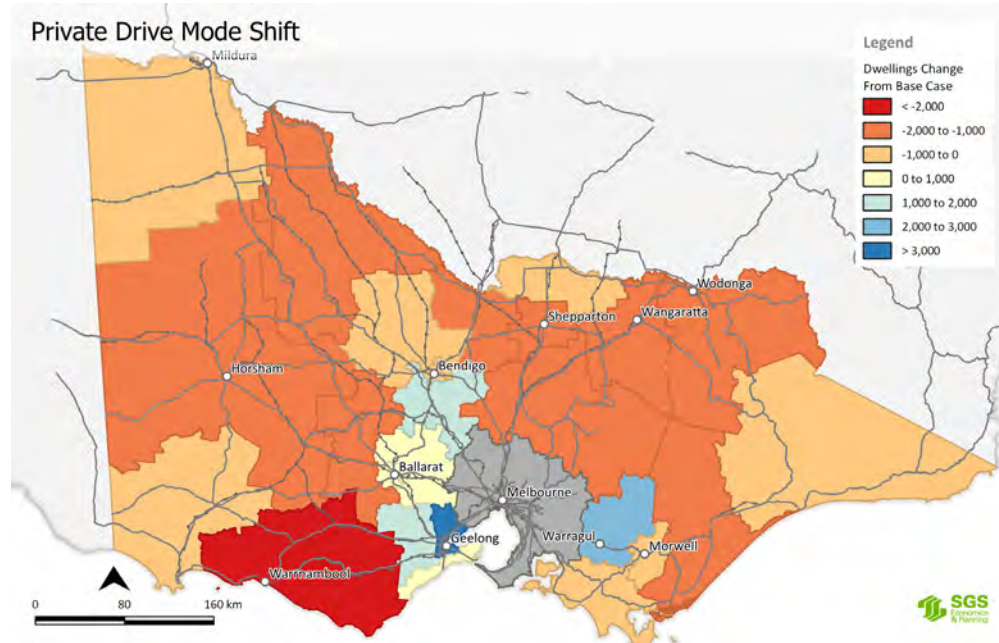 Private Drive Mode Shift
Mildura
Legend
Dwellings Change
From Base Case
< -2,000
-2,000 to -1,000
-1,000 to 0
0 to 1,000
1,000 to 2,000
2,000 to 3,000
> 3,000
Wodonga
Shepparton
Wangaratta
Horsham
Bendigo
Ballarat
Melbourne
Geelong
Warragul
Morwell
Warrnambool
0 80 160 km
SGS
Economics
& Planning